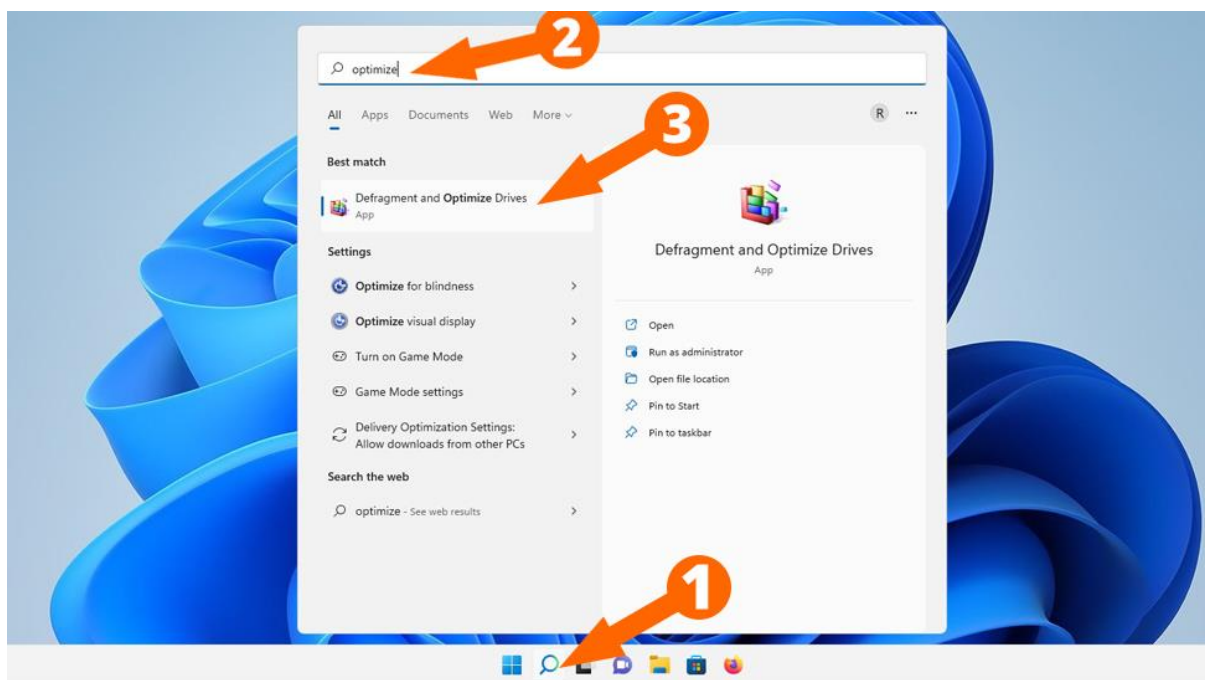 2
optimize
All Apps Documents Web More
R ...
3
Best match
Defragment and Optimize Drives
App
Defragment and Optimize Drives
App
Settings
Optimize for blindness
Optimize visual display
Turn on Game Mode
Game Mode settings
Delivery Optimization Settings:
Allow downloads from other PCs
Search the web
optimize - See web results
Open
Run as administrator
Open file location
Pin to Start
Pin to taskbar
1